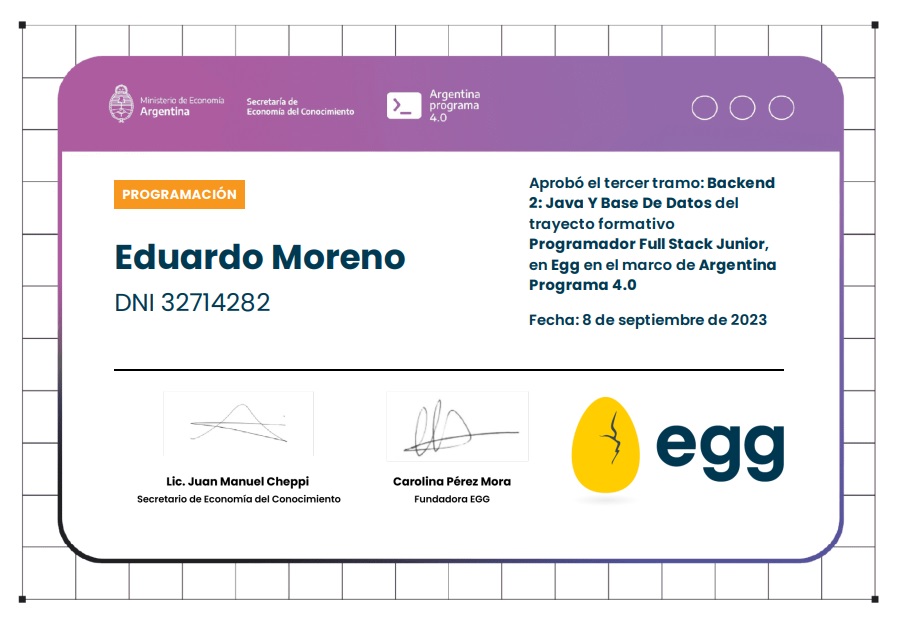 Ministerio de Economía
Argentina
Secretaría de
Economía del Conocimiento
Argentina
programa
4.0
PROGRAMACIÓN
Eduardo Moreno
DNI 32714282
Aprobó el tercer tramo: Backend
2: Java Y Base De Datos del
trayecto formativo
Programador Full Stack Junior,
en Egg en el marco de Argentina
Programa 4.0
Fecha: 8 de septiembre de 2023
Lic. Juan Manuel Cheppi
Secretario de Economía del Conocimiento
Carolina Pérez Mora
Fundadora EGG
egg